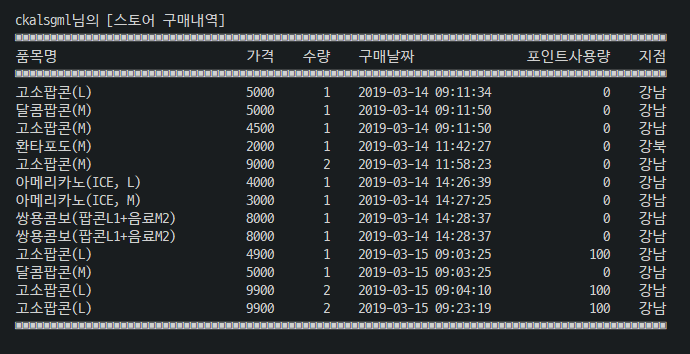 ckalsgml님의 [스토어 구매내역]
품목명 가격 수량 구매날짜 포인트사용량 지점
고소팝콘(L) 5000 1 2019-03-14 09:11:34 0 강남
달콤팝콘(M) 5000 1 2019-03-14 09:11:50 0 강남
고소팝콘(M) 4500 1 2019-03-14 09:11:50 0 강남
환타포도(M) 2000 1 2019-03-14 11:42:27 0 강북
고소팝콘(M) 9000 2 2019-03-14 11:58:23 0 강남
아메리카노(ICE, L) 4000 1 2019-03-14 14:26:39 0 강남
아메리카노(ICE, M) 3000 1 2019-03-14 14:27:25 0 강남
쌍용콤보(팝콘L1+음료M2) 8000 1 2019-03-14 14:28:37 0 강남
쌍용콤보(팝콘L1+음료M2) 8000 1 2019-03-14 14:28:37 0 강남
고소팝콘(L) 4900 1 2019-03-15 09:03:25 100 강남
달콤팝콘(M) 5000 1 2019-03-15 09:03:25 0 강남
고소팝콘(L) 9900 2 2019-03-15 09:04:10 100 강남
고소팝콘(L) 9900 2 2019-03-15 09:23:19 100 강남